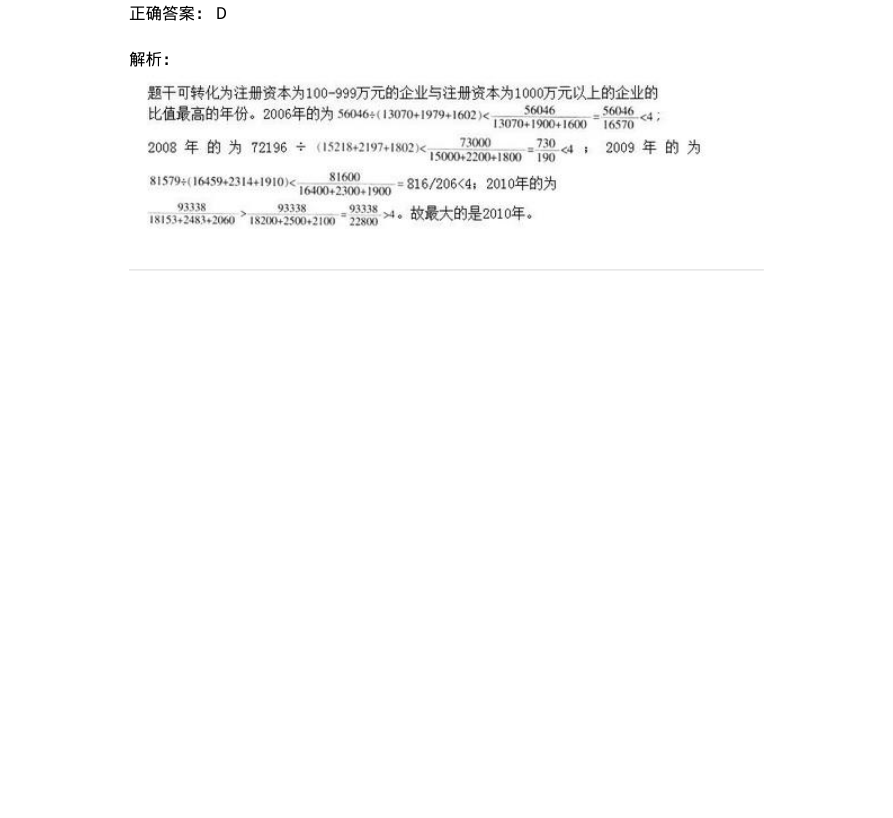 正确答案： D
解析：
题干可转化为注册资本为100-999万元的企业与注册资本为1000万元以上的企业的
比值最高的年份。2006年的为 56046÷(13070+1979+1602)<56046/(13070+1900+1600)=56046/16570<4；
2008 年 的 为 72196 ÷ (15218+2197+1802)<73000/(15000+2200+1800)=730/190<4 ； 2009 年 的 为
81579÷(16459+2314+1910)<81600/(16400+2300+1900)=816/206<4；2010年的为
93338/(18153+2483+2060)>93338/(18200+2500+2100)=93338/22800>4。故最大的是2010年。